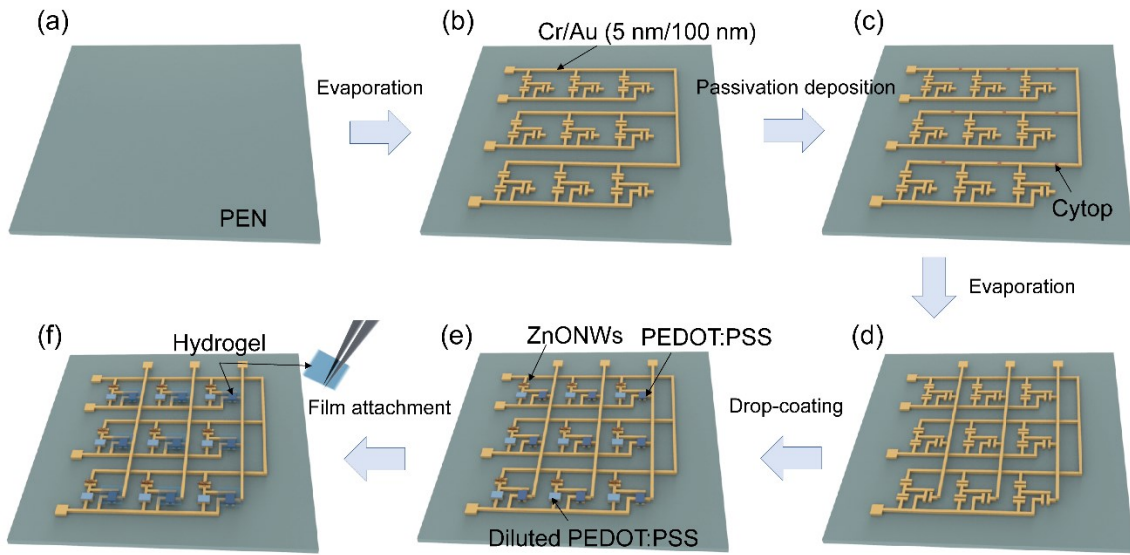 (a)
(b)
(c)
Cr/Au (5 nm/100 nm)
Evaporation
Passivation deposition
PEN
Cytop
Evaporation
(f)
(e)
(d)
Hydrogel
ZnONWs
PEDOT:PSS
Film attachment
Drop-coating
Diluted PEDOT:PSS